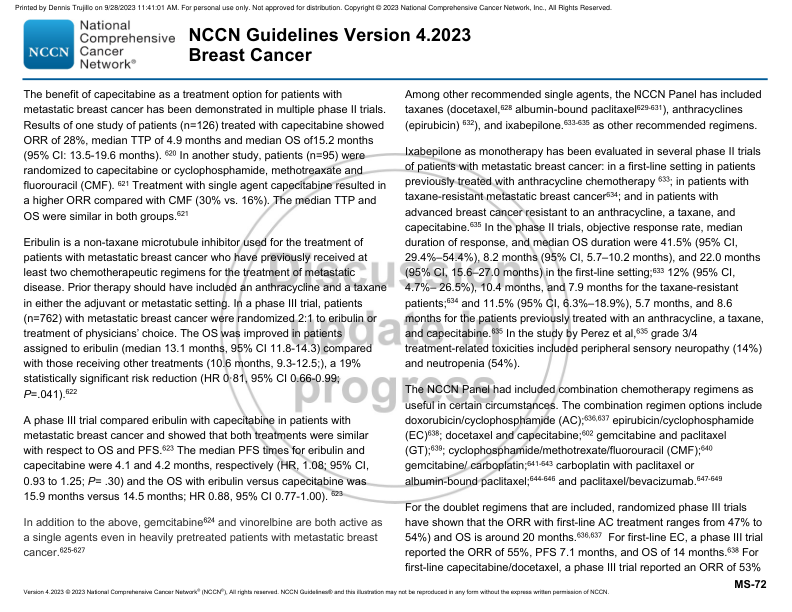 Printed by Dennis Trujillo on 9/28/2023 11:41:01 AM. For personal use only. Not approved for distribution. Copyright © 2023 National Comprehensive Cancer Network, Inc., All Rights Reserved.
NCCN
National
Comprehensive
Cancer
Network®
NCCN Guidelines Version 4.2023
Breast Cancer
The benefit of capecitabine as a treatment option for patients with
metastatic breast cancer has been demonstrated in multiple phase II trials.
Results of one study of patients (n=126) treated with capecitabine showed
ORR of 28%, median TTP of 4.9 months and median OS of15.2 months
(95% CI: 13.5-19.6 months). 620 In another study, patients (n=95) were
randomized to capecitabine or cyclophosphamide, methotreaxate and
fluorouracil (CMF). 621 Treatment with single agent capecitabine resulted in
a higher ORR compared with CMF (30% vs. 16%). The median TTP and
OS were similar in both groups.621
Eribulin is a non-taxane microtubule inhibitor used for the treatment of
patients with metastatic breast cancer who have previously received at
least two chemotherapeutic regimens for the treatment of metastatic
disease. Prior therapy should have included an anthracycline and a taxane
in either the adjuvant or metastatic setting. In a phase III trial, patients
(n=762) with metastatic breast cancer were randomized 2:1 to eribulin or
treatment of physicians' choice. The OS was improved in patients
assigned to eribulin (median 13.1 months, 95% CI 11.8-14.3) compared
with those receiving other treatments (10.6 months, 9.3-12.5;), a 19%
statistically significant risk reduction (HR 0·81, 95% CI 0.66-0.99;
P=.041).622
A phase III trial compared eribulin with capecitabine in patients with
metastatic breast cancer and showed that both treatments were similar
with respect to OS and PFS.623 The median PFS times for eribulin and
capecitabine were 4.1 and 4.2 months, respectively (HR, 1.08; 95% CI,
0.93 to 1.25; P= .30) and the OS with eribulin versus capecitabine was
15.9 months versus 14.5 months; HR 0.88, 95% CI 0.77-1.00). 623
In addition to the above, gemcitabine624 and vinorelbine are both active as
a single agents even in heavily pretreated patients with metastatic breast
cancer.625-627
Among other recommended single agents, the NCCN Panel has included
taxanes (docetaxel,628 albumin-bound paclitaxel629-631), anthracyclines
(epirubicin) 632), and ixabepilone.633-635 as other recommended regimens.
Ixabepilone as monotherapy has been evaluated in several phase II trials
of patients with metastatic breast cancer: in a first-line setting in patients
previously treated with anthracycline chemotherapy 633; in patients with
taxane-resistant metastatic breast cancer634; and in patients with
advanced breast cancer resistant to an anthracycline, a taxane, and
capecitabine.635 In the phase II trials, objective response rate, median
duration of response, and median OS duration were 41.5% (95% CI,
29.4%–54.4%), 8.2 months (95% CI, 5.7–10.2 months), and 22.0 months
(95% CI, 15.6–27.0 months) in the first-line setting;633 12% (95% CI,
4.7%– 26.5%), 10.4 months, and 7.9 months for the taxane-resistant
patients;634 and 11.5% (95% CI, 6.3%–18.9%), 5.7 months, and 8.6
months for the patients previously treated with an anthracycline, a taxane,
and capecitabine.635 In the study by Perez et al,635 grade 3/4
treatment-related toxicities included peripheral sensory neuropathy (14%)
and neutropenia (54%).
The NCCN Panel had included combination chemotherapy regimens as
useful in certain circumstances. The combination regimen options include
doxorubicin/cyclophosphamide (AC);636,637 epirubicin/cyclophosphamide
(EC)638; docetaxel and capecitabine;602 gemcitabine and paclitaxel
(GT);639; cyclophosphamide/methotrexate/fluorouracil (CMF);640
gemcitabine/ carboplatin;641-643 carboplatin with paclitaxel or
albumin-bound paclitaxel;644-646 and paclitaxel/bevacizumab.647-649
For the doublet regimens that are included, randomized phase III trials
have shown that the ORR with first-line AC treatment ranges from 47% to
54%) and OS is around 20 months.636,637 For first-line EC, a phase III trial
reported the ORR of 55%, PFS 7.1 months, and OS of 14 months.638 For
first-line capecitabine/docetaxel, a phase III trial reported an ORR of 53%
Discussion
update in
progress
MS-72
Version 4.2023 © 2023 National Comprehensive Cancer Network® (NCCN®), All rights reserved. NCCN Guidelines® and this illustration may not be reproduced in any form without the express written permission of NCCN.